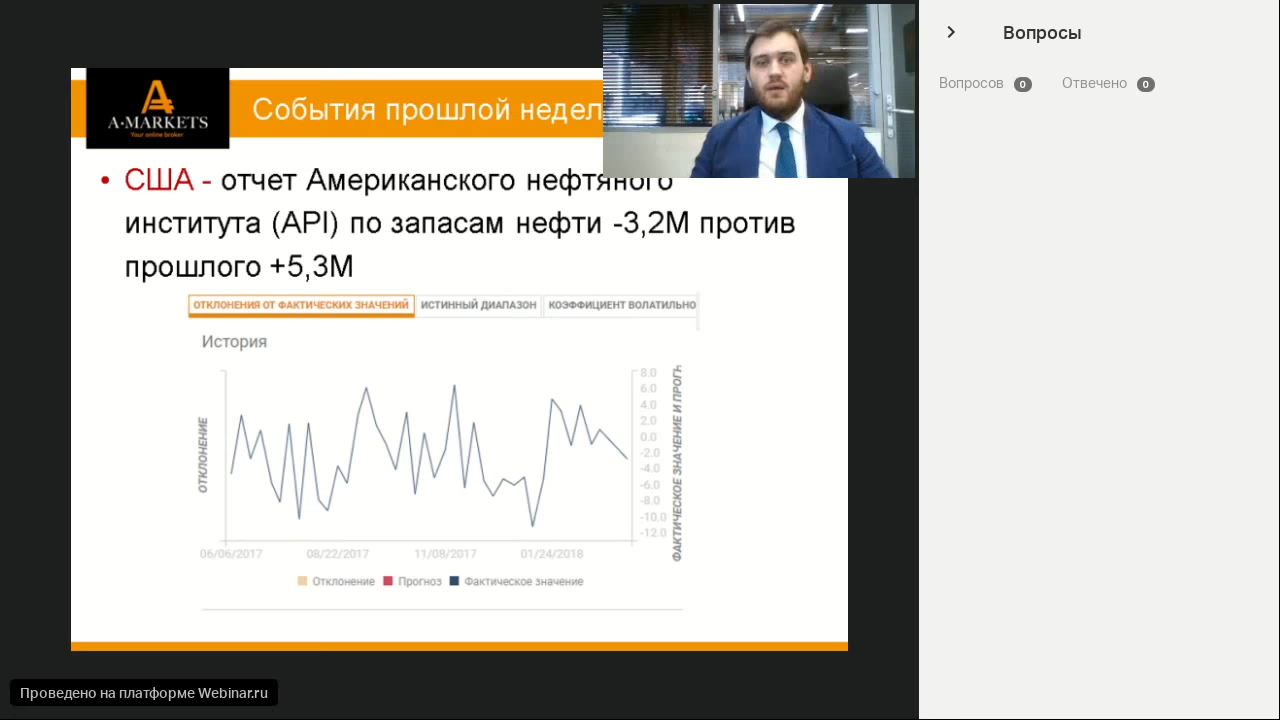 Вопросы
Вопросов 0 Отвечено 0
A-MARKETS
Your online broker
События прошлой недел
• США - отчет Американского нефтяного
института (API) по запасам нефти -3,2М против
прошлого +5,3М
ОТКЛОНЕНИЯ ОТ ФАКТИЧЕСКИХ ЗНАЧЕНИЙ ИСТИННЫЙ ДИАПАЗОН КОЭФФИЦИЕНТ ВОЛАТИЛЬНО
История
ОТКЛОНЕНИЕ
8.0
6.0
4.0
2.0
0.0
-2.0
-4.0
-6.0
-8.0
-10.0
-12.0
ФАКТИЧЕСКОЕ ЗНАЧЕНИЕ И ПРОГН
06/06/2017 08/22/2017 11/08/2017 01/24/2018
Отклонение Прогноз Фактическое значение
Проведено на платформе Webinar.ru